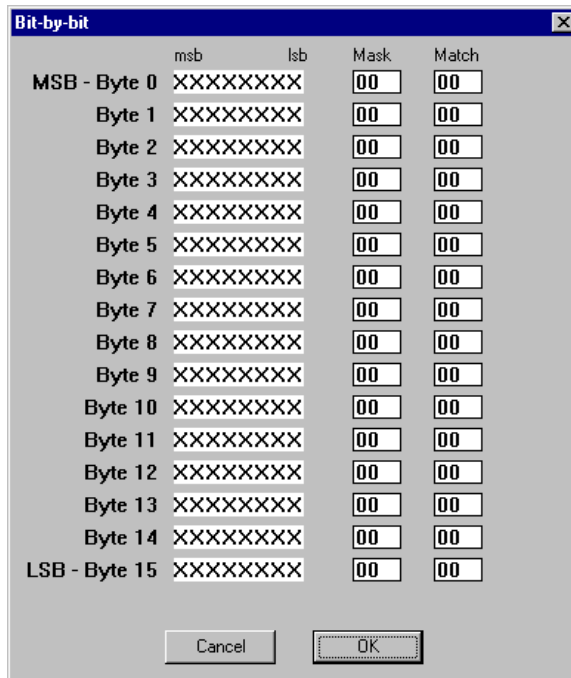 Bit-by-bit
msb lsb Mask Match
MSB - Byte 0 XXXXXXXX 00 00
Byte 1 XXXXXXXX 00 00
Byte 2 XXXXXXXX 00 00
Byte 3 XXXXXXXX 00 00
Byte 4 XXXXXXXX 00 00
Byte 5 XXXXXXXX 00 00
Byte 6 XXXXXXXX 00 00
Byte 7 XXXXXXXX 00 00
Byte 8 XXXXXXXX 00 00
Byte 9 XXXXXXXX 00 00
Byte 10 XXXXXXXX 00 00
Byte 11 XXXXXXXX 00 00
Byte 12 XXXXXXXX 00 00
Byte 13 XXXXXXXX 00 00
Byte 14 XXXXXXXX 00 00
LSB - Byte 15 XXXXXXXX 00 00
Cancel OK